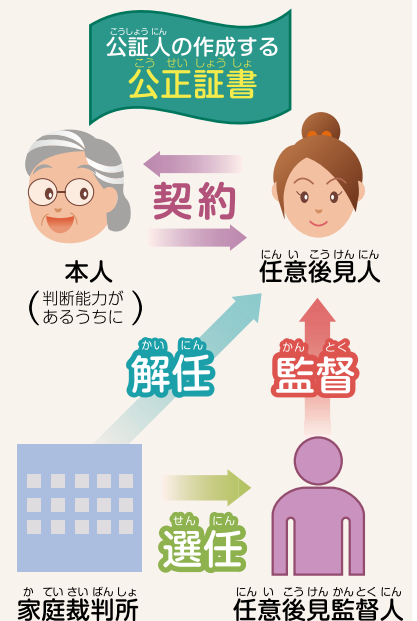 こうしょうにん
公証人の作成する
こうせいしょうしょ
公正証書
契約
本人
(判断能力が
あるうちに)
にんいこうけんにん
任意後見人
かいにん
解任
かんとく
監督
せんにん
選任
かていさいばんしょ
家庭裁判所
にんいこうけんかんとくにん
任意後見監督人